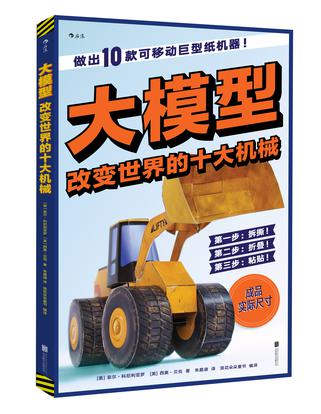 后浪
做出10款可移动巨型纸机器！
大模型
改变世界的十大机械
LIFTY
第一步：拆撕！
第二步：折叠！
第三步：粘贴！
成品
实际尺寸
大模型
改变世界的十大机械